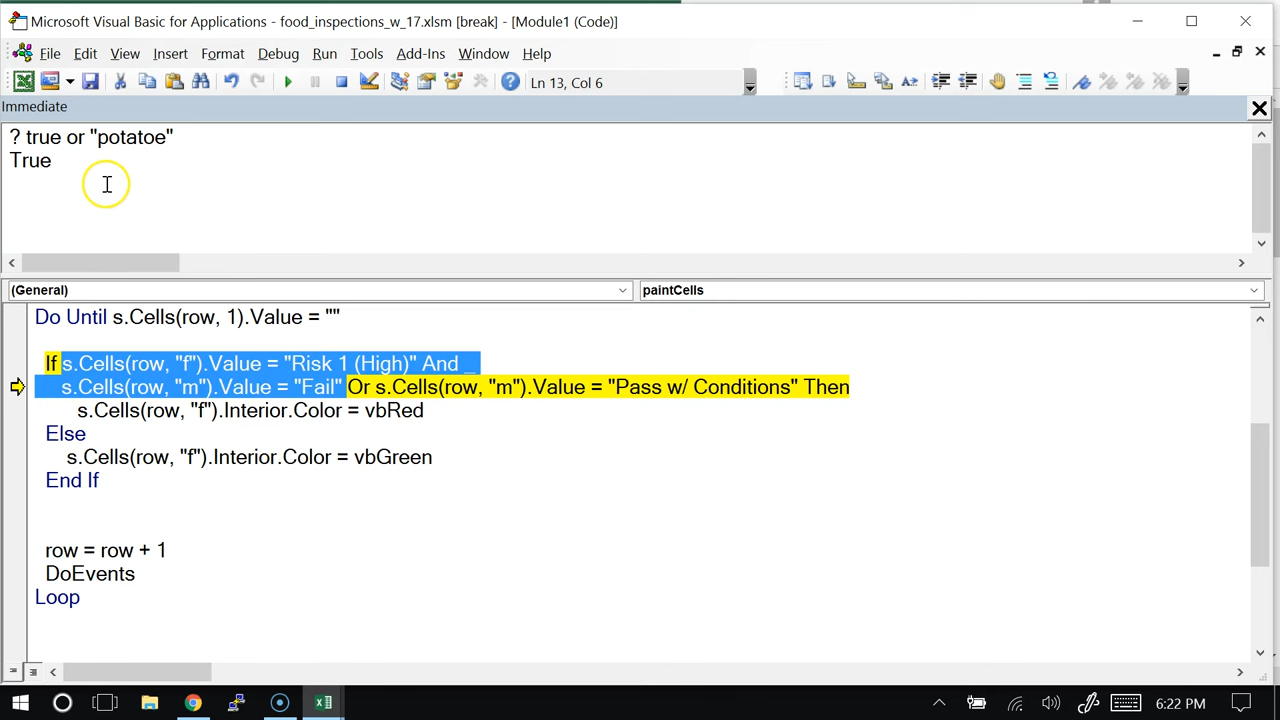 Microsoft Visual Basic for Applications - food_inspections_w_17.xlsm [break] - [Module1 (Code)]
File Edit View Insert Format Debug Run Tools Add-Ins Window Help
Ln 13, Col 6
Immediate
? true or "potatoe"
True
(General) paintCells
Do Until s.Cells(row, 1).Value = ""
If s.Cells(row, "f").Value = "Risk 1 (High)" And _
s.Cells(row, "m").Value = "Fail" Or s.Cells(row, "m").Value = "Pass w/ Conditions" Then
s.Cells(row, "f").Interior.Color = vbRed
Else
s.Cells(row, "f").Interior.Color = vbGreen
End If
row = row + 1
DoEvents
Loop
6:22 PM